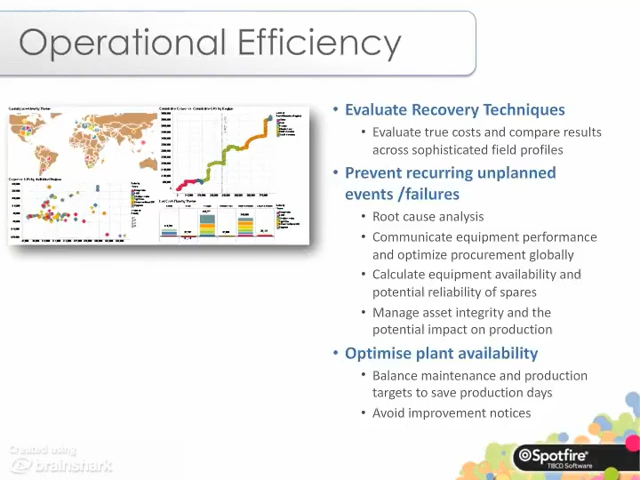 Operational Efficiency
• Evaluate Recovery Techniques
• Evaluate true costs and compare results
across sophisticated field profiles
• Prevent recurring unplanned
events /failures
• Root cause analysis
• Communicate equipment performance
and optimize procurement globally
• Calculate equipment availability and
potential reliability of spares
• Manage asset integrity and the
potential impact on production
• Optimise plant availability
• Balance maintenance and production
targets to save production days
• Avoid improvement notices
Created using
brainshark
Spotfire®
TIBCO Software